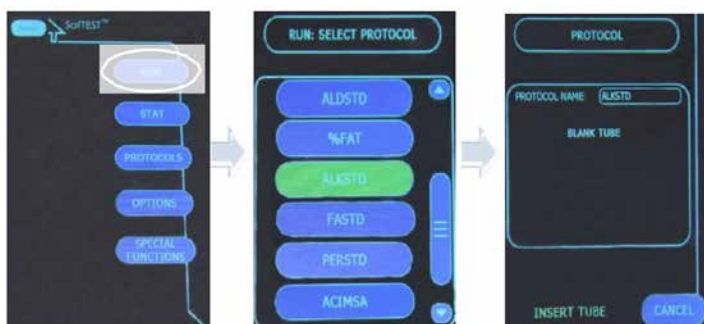 SafTEST™
STAT
PROTOCOLS
OPTIONS
SPECIAL
FUNCTIONS
RUN: SELECT PROTOCOL
ALDSTD
%FAT
ALKSTD
FASTD
PERSTD
ACIMSA
PROTOCOL
PROTOCOL NAME: ALKSTD
BLANK TUBE
INSERT TUBE
CANCEL